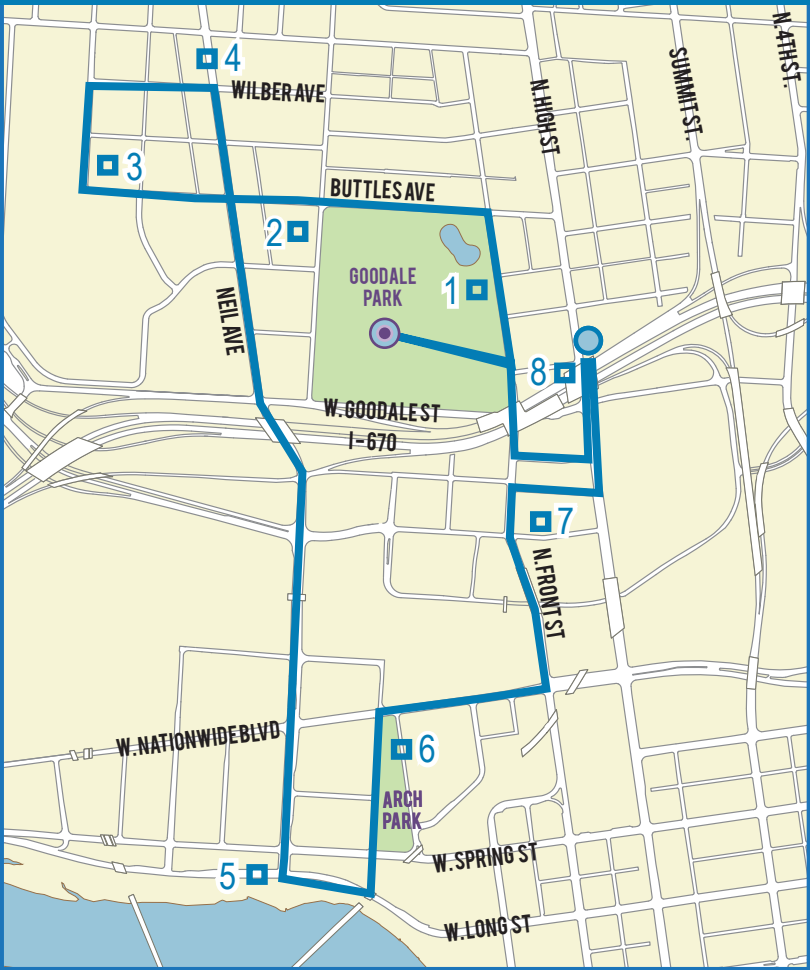 N. 4TH ST.
SUMMIT ST.
4
WILBER AVE
N. HIGH ST
3
BUTTLES AVE
2
GOODALE
PARK
1
NEIL AVE
8
W. GOODALE ST
I-670
7
N. FRONT ST
W. NATIONWIDE BLVD
6
ARCH
PARK
W. SPRING ST
5
W. LONG ST